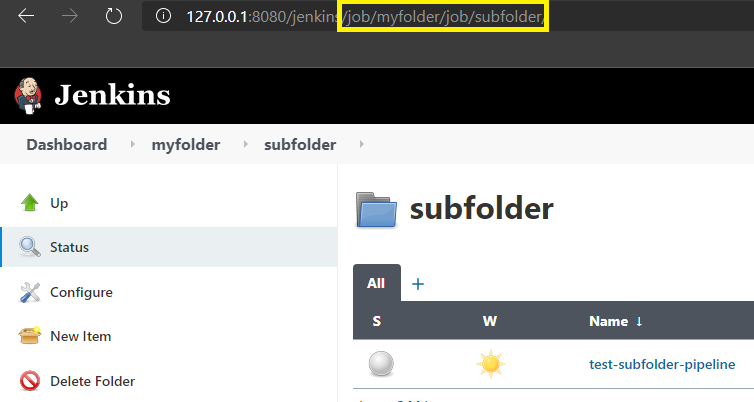 127.0.0.1:8080/jenkins/job/myfolder/job/subfolder/
Jenkins
Dashboard myfolder subfolder
Up
Status
Configure
New Item
Delete Folder
subfolder
All +
S W Name ↓
test-subfolder-pipeline